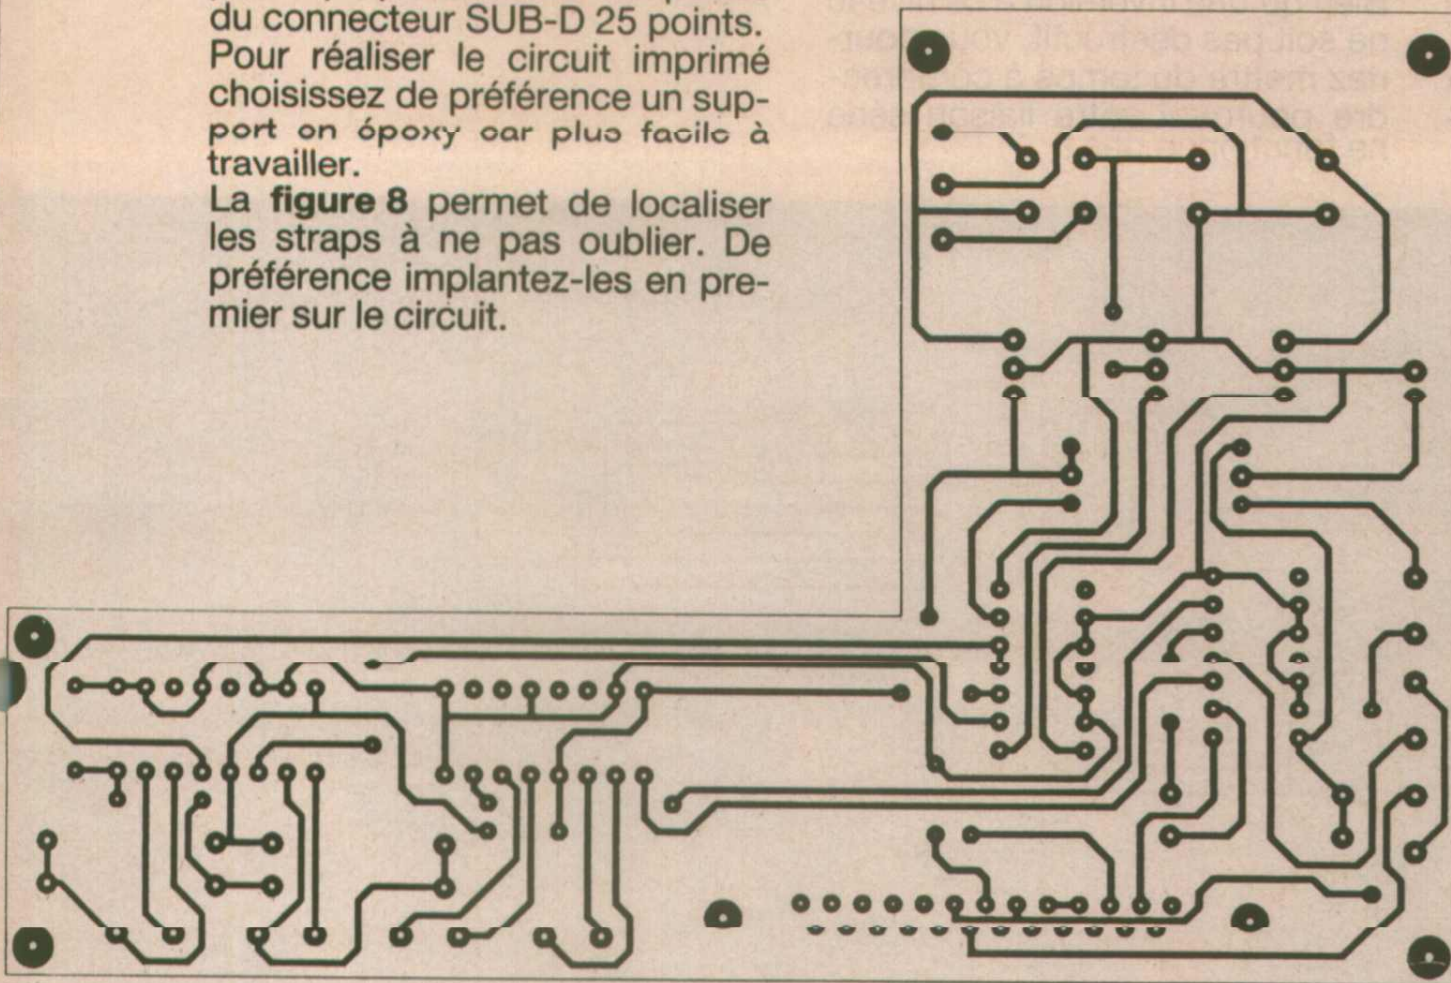 du connecteur SUB-D 25 points.
Pour réaliser le circuit imprimé
choisissez de préférence un sup-
port en époxy car plus facile à
travailler.
La figure 8 permet de localiser
les straps à ne pas oublier. De
préférence implantez-les en pre-
mier sur le circuit.